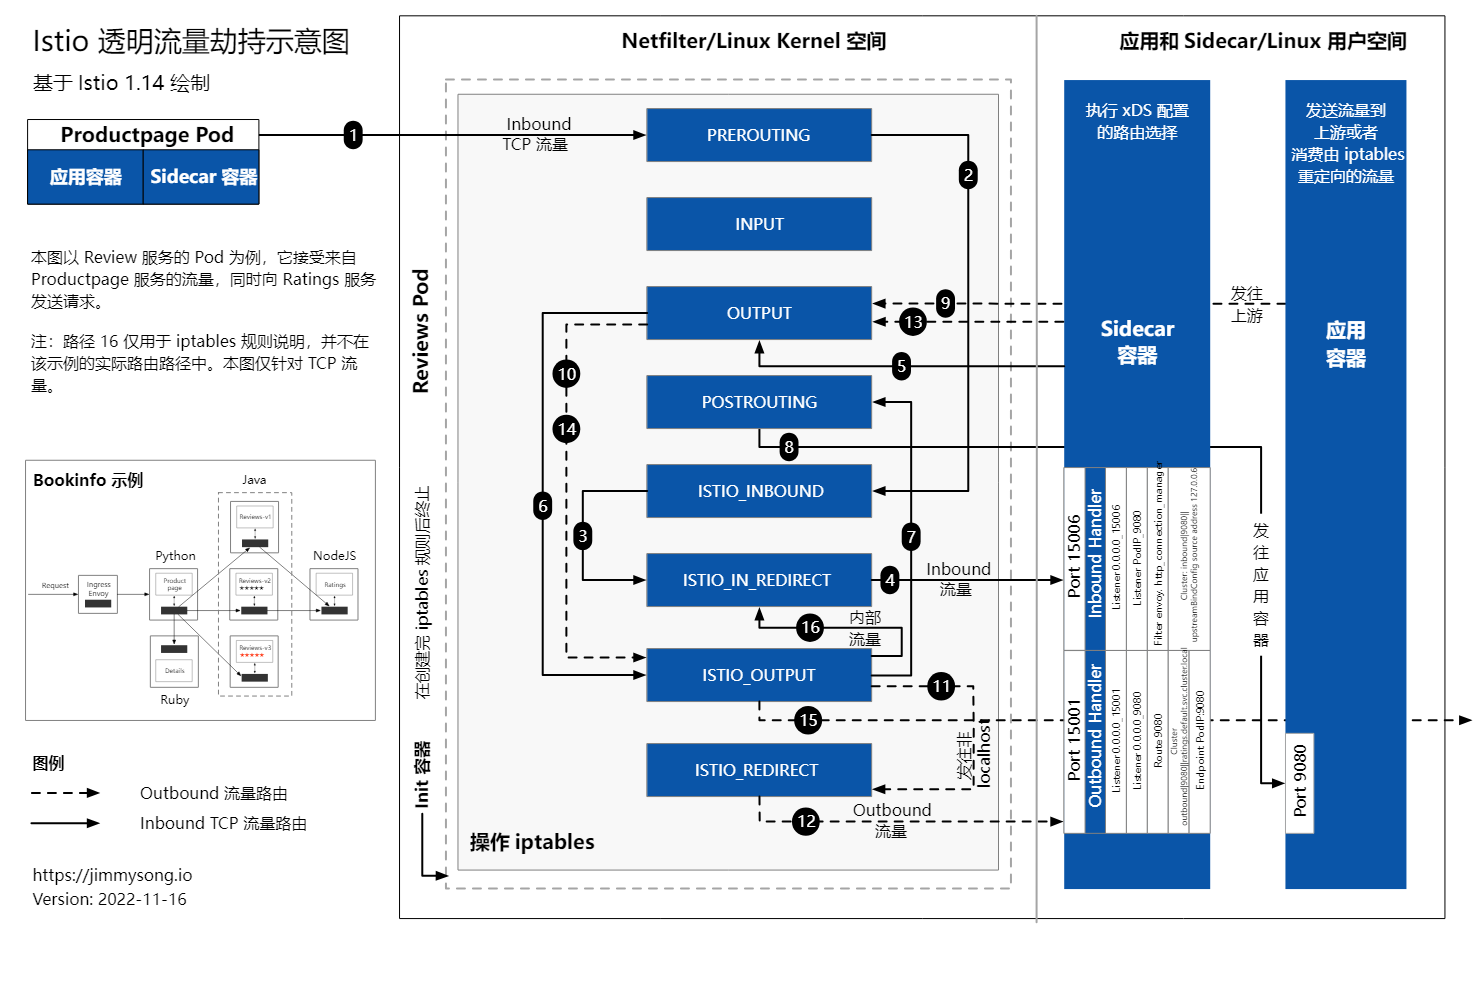 Istio 透明流量劫持示意图
基于 Istio 1.14 绘制
Productpage Pod
应用容器
Sidecar 容器
本图以 Review 服务的 Pod 为例，它接受来自
Productpage 服务的流量，同时向 Ratings 服务
发送请求。
注：路径 16 仅用于 iptables 规则说明，并不在
该示例的实际路由路径中。本图仅针对 TCP 流
量。
Bookinfo 示例
Java
Reviews-v1
Python
NodeJS
Request
Ingress
Envoy
Product
page
Reviews-v2
★★★★★
Ratings
Reviews-v3
★★★★★
Details
Ruby
图例
Outbound 流量路由
Inbound TCP 流量路由
https://jimmysong.io
Version: 2022-11-16
Netfilter/Linux Kernel 空间
应用和 Sidecar/Linux 用户空间
Reviews Pod
在创建完 iptables 规则后终止
Init 容器
1
Inbound
TCP 流量
PREROUTING
2
INPUT
OUTPUT
9
13
5
10
14
POSTROUTING
8
ISTIO_INBOUND
6
3
7
ISTIO_IN_REDIRECT
4
Inbound
流量
16
内部
流量
ISTIO_OUTPUT
11
15
发往非
localhost
ISTIO_REDIRECT
12
Outbound
流量
操作 iptables
执行 xDS 配置
的路由选择
Sidecar
容器
Port 15006
Inbound Handler
Listener 0.0.0.0_15006
Listener PodIP_9080
Filter envoy. http_connection_manager
Cluster: inbound|9080||
upstreamBindConfig source address 127.0.0.6
Port 15001
Outbound Handler
Listener 0.0.0.0_15001
Listener 0.0.0.0_9080
Route 9080
Cluster
outbound|9080||ratings.default.svc.cluster.local
Endpoint PodIP:9080
发往
上游
发往应用容器
发送流量到
上游或者
消费由 iptables
重定向的流量
应用
容器
Port 9080